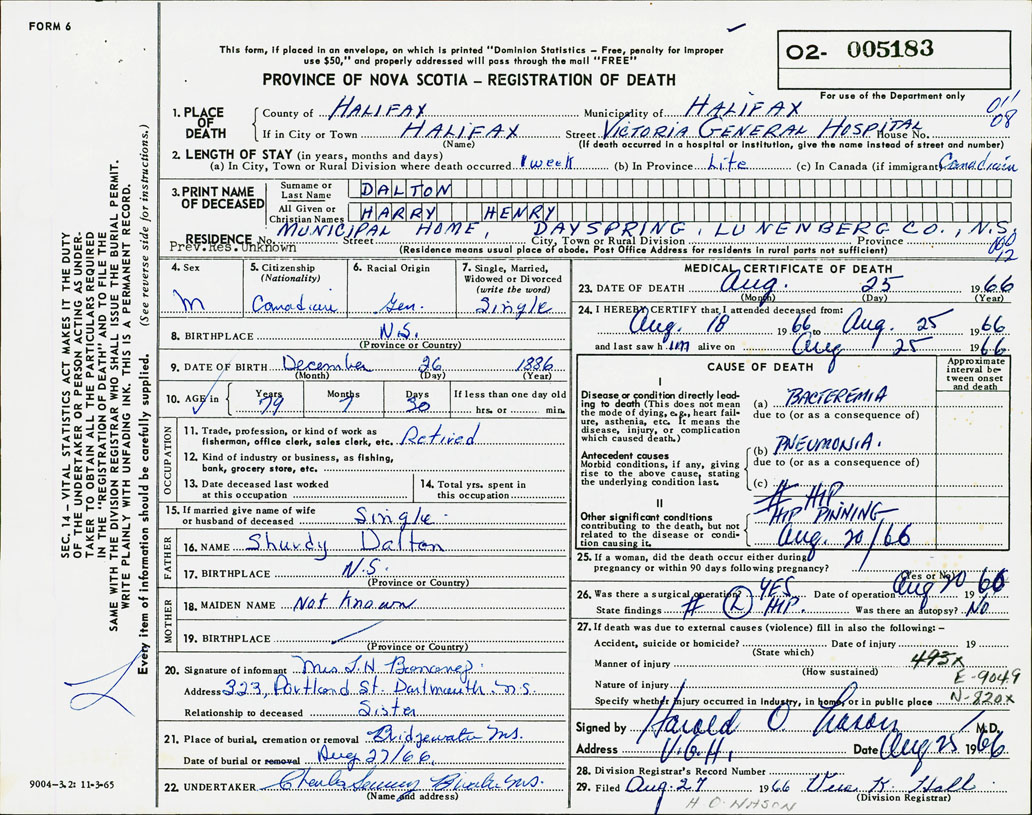 FORM 6
This form, if placed in an envelope, on which is printed "Dominion Statistics – Free, penalty for improper
use $50," and properly addressed will pass through the mail "FREE"
PROVINCE OF NOVA SCOTIA – REGISTRATION OF DEATH
02- 005183
For use of the Department only
SEC. 14 – VITAL STATISTICS ACT MAKES IT THE DUTY
OF THE UNDERTAKER OR PERSON ACTING AS UNDER-
TAKER TO OBTAIN ALL THE PARTICULARS REQUIRED
IN THE "REGISTRATION OF DEATH" AND TO FILE THE
SAME WITH THE DIVISION REGISTRAR WHO SHALL ISSUE THE BURIAL PERMIT.
WRITE PLAINLY WITH UNFADING INK. THIS IS A PERMANENT RECORD.
Every item of information should be carefully supplied. (See reverse side for instructions.)
1. PLACE OF DEATH
County of HALIFAX Municipality of HALIFAX 011
08
If in City or Town HALIFAX Street VICTORIA GENERAL HOSPITAL House No.
(Name) (If death occurred in a hospital or institution, give the name instead of street and number)
2. LENGTH OF STAY (in years, months and days)
(a) In City, Town or Rural Division where death occurred 1 week (b) In Province Life (c) In Canada (if immigrant) Canadian
3. PRINT NAME OF DECEASED
Surname or Last Name DALTON
All Given or Christian Names HARRY HENRY
MUNICIPAL HOME, DAYSPRING, LUNENBERG CO., N.S.
RESIDENCE No. Street City, Town or Rural Division Province
Prev.Res.Unknown (Residence means usual place of abode. Post Office Address for residents in rural parts not sufficient)
12
4. Sex M
5. Citizenship (Nationality) Canadian
6. Racial Origin Ger.
7. Single, Married, Widowed or Divorced (write the word) Single
8. BIRTHPLACE N.S.
(Province or Country)
9. DATE OF BIRTH December 26 1886
(Month) (Day) (Year)
10. AGE in Years 79 Months 7 Days 30 If less than one day old hrs. or min.
OCCUPATION
11. Trade, profession, or kind of work as
fisherman, office clerk, sales clerk, etc. Retired
12. Kind of industry or business, as fishing,
bank, grocery store, etc.
13. Date deceased last worked
at this occupation
14. Total yrs. spent in
this occupation
15. If married give name of wife
or husband of deceased Single
FATHER
16. NAME Dalton
17. BIRTHPLACE N.S.
(Province or Country)
MOTHER
18. MAIDEN NAME Not Known
19. BIRTHPLACE
(Province or Country)
20. Signature of informant Mrs
Address 323, Portland St. Dartmouth. N.S.
Relationship to deceased Sister
21. Place of burial, cremation or removal Bridgewater N.S.
Date of burial or removal Aug 27/66.
22. UNDERTAKER Charles
(Name and address)
MEDICAL CERTIFICATE OF DEATH
23. DATE OF DEATH Aug. 25 1966
(Month) (Day) (Year)
24. I HEREBY CERTIFY that I attended deceased from:
Aug. 18 1966 to Aug. 25 1966
and last saw him alive on Aug 25 1966
CAUSE OF DEATH
Approximate interval between onset and death
I
Disease or condition directly lead-
ing to death (This does not mean
the mode of dying, e.g., heart fail-
ure, asthenia, etc. It means the
disease, injury, or complication
which caused death.)
(a) BACTEREMIA
due to (or as a consequence of)
Antecedent causes
Morbid conditions, if any, giving
rise to the above cause, stating
the underlying condition last.
(b) PNEUMONIA.
due to (or as a consequence of)
(c)
II
Other significant conditions
contributing to the death, but not
related to the disease or condi-
tion causing it.
# HIP
HIP PINNING
Aug. 20/66
25. If a woman, did the death occur either during
pregnancy or within 90 days following pregnancy?
(Yes or No)
26. Was there a surgical operation? YES Date of operation Aug 20 1966
State findings # L HIP. Was there an autopsy? NO
27. If death was due to external causes (violence) fill in also the following: –
Accident, suicide or homicide? Date of injury 19
(State which)
Manner of injury 493x
(How sustained)
E-9049
Nature of injury
N-820x
Specify whether injury occurred in industry, in home, or in public place
Signed by Harold O M.D.
Address V.G.H. Date Aug 25 1966
28. Division Registrar's Record Number
29. Filed Aug. 27 1966 K. Hall
(Division Registrar)
9004-3.2: 11-3-65